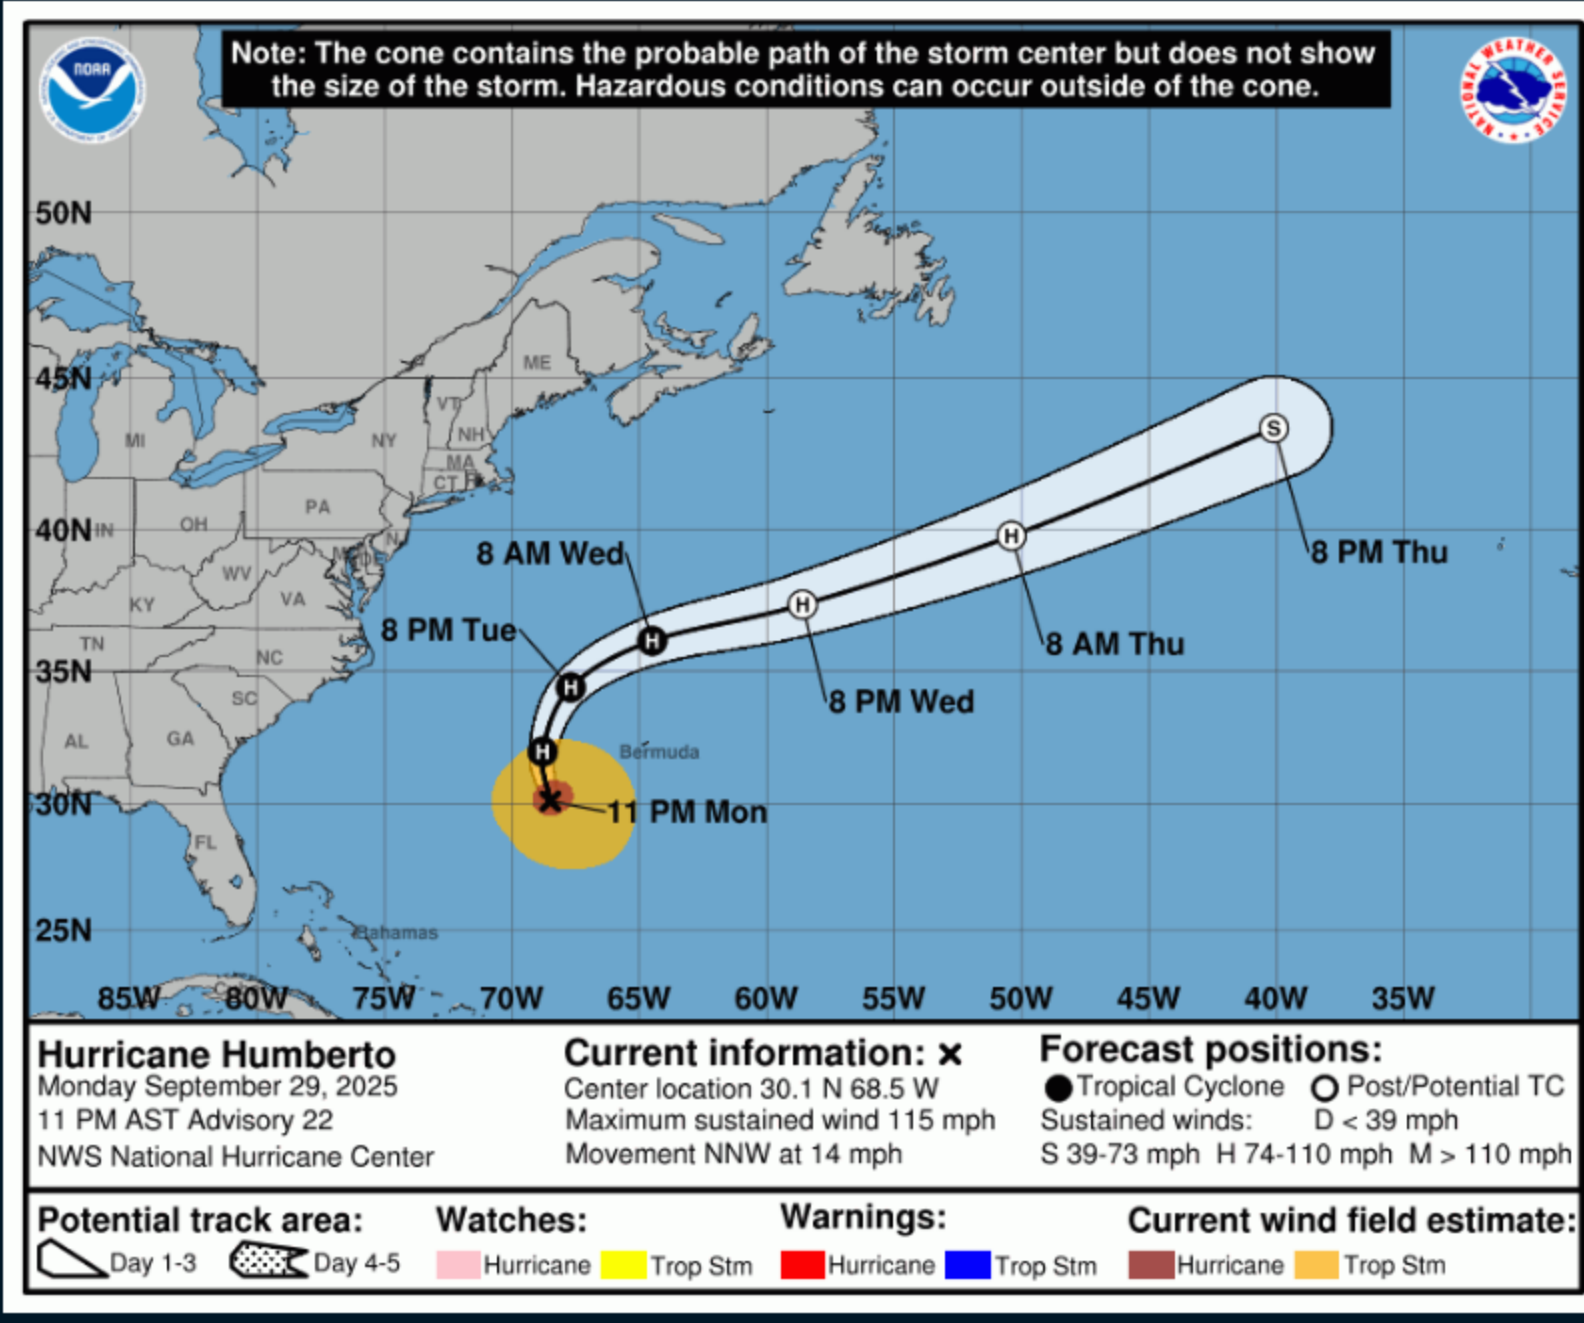 Note: The cone contains the probable path of the storm center but does not show
the size of the storm. Hazardous conditions can occur outside of the cone.
NOAA
NATIONAL WEATHER SERVICE
50N
45N
40N
35N
30N
25N
ME
VT
NH
MI
NY
MA
CT
PA
IN
OH
WV
KY
VA
TN
NC
SC
AL
GA
FL
Bermuda
Bahamas
8 AM Wed
H
8 PM Tue
H
H
11 PM Mon
H
8 PM Wed
H
8 AM Thu
S
8 PM Thu
85W 80W 75W 70W 65W 60W 55W 50W 45W 40W 35W
Hurricane Humberto
Monday September 29, 2025
11 PM AST Advisory 22
NWS National Hurricane Center
Current information: ×
Center location 30.1 N 68.5 W
Maximum sustained wind 115 mph
Movement NNW at 14 mph
Forecast positions:
Tropical Cyclone Post/Potential TC
Sustained winds: D < 39 mph
S 39-73 mph H 74-110 mph M > 110 mph
Potential track area:
Day 1-3 Day 4-5
Watches:
Hurricane Trop Stm
Warnings:
Hurricane Trop Stm
Current wind field estimate:
Hurricane Trop Stm